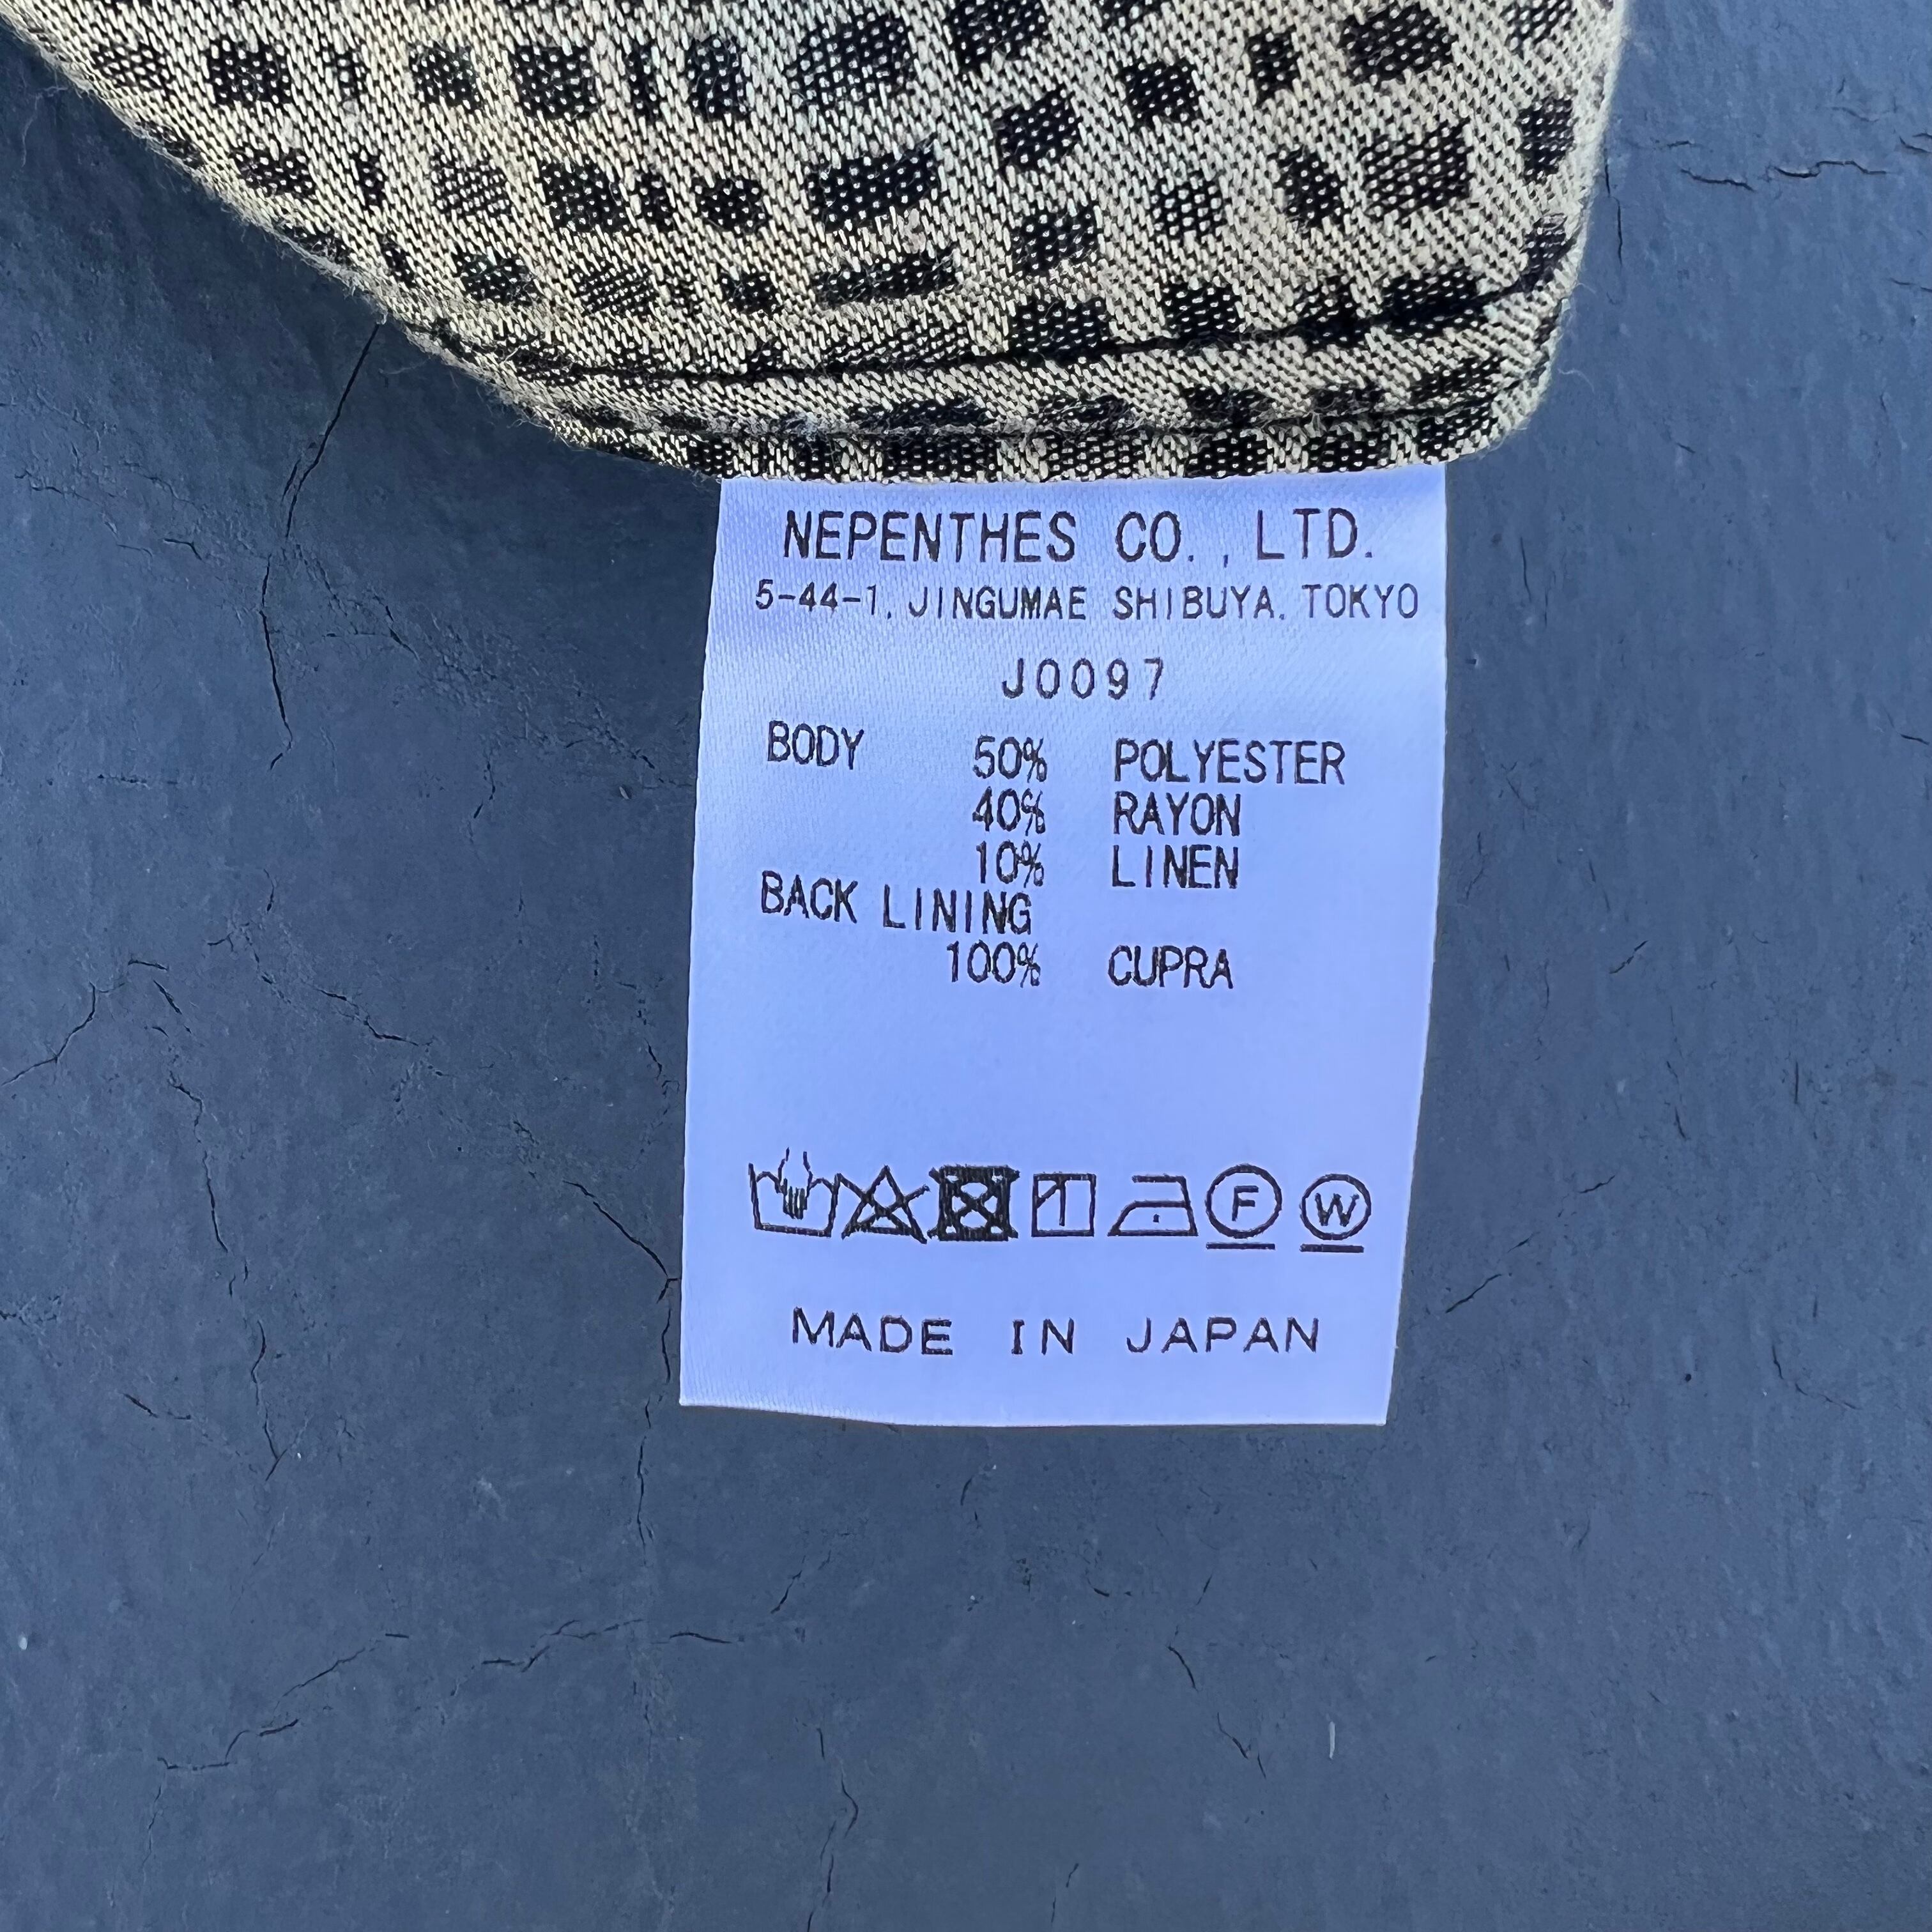 NEPENTHES CO., LTD.
5-44-1, JINGUMAE SHIBUYA, TOKYO
J0097
BODY 50% POLYESTER
40% RAYON
10% LINEN
BACK LINING
100% CUPRA
F W
MADE IN JAPAN